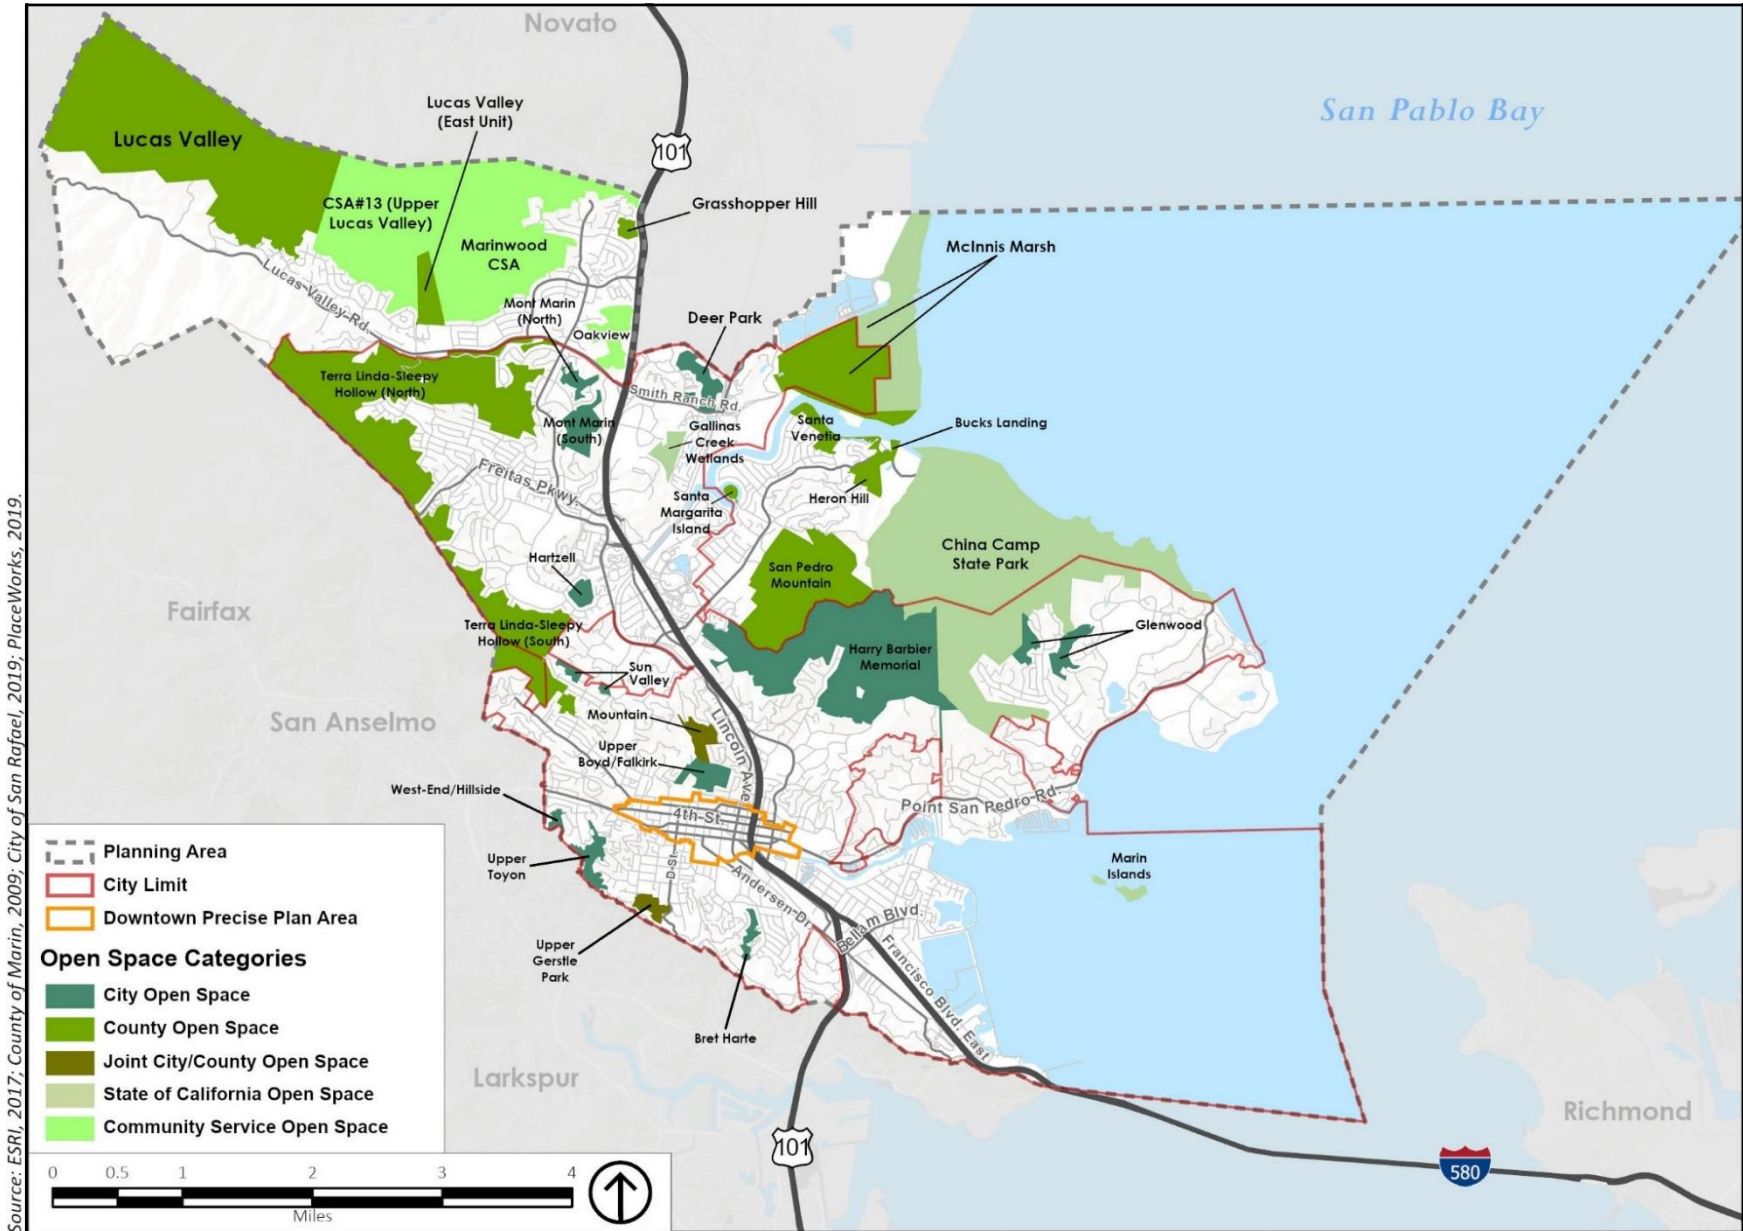 Novato
San Pablo Bay
101
Lucas Valley
(East Unit)
Lucas Valley
CSA#13 (Upper
Lucas Valley)
Marinwood
CSA
Grasshopper Hill
McInnis Marsh
Lucas Valley Rd.
Mont Marin
(North)
Oakview
Deer Park
Terra Linda-Sleepy
Hollow (North)
Smith Ranch Rd.
Mont Marin
(South)
Gallinas
Creek
Wetlands
Santa
Venetia
Bucks Landing
Freitas Pkwy.
Santa
Margarita
Island
Heron Hill
Hartzell
San Pedro
Mountain
China Camp
State Park
Fairfax
Terra Linda-Sleepy
Hollow (South)
Sun
Valley
Harry Barbier
Memorial
Glenwood
San Anselmo
Mountain
Upper
Boyd/Falkirk
Lincoln Ave.
West-End/Hillside
4th St.
Point San Pedro Rd.
Upper
Toyon
D St.
Andersen Dr.
Marin
Islands
Bellam Blvd.
Francisco Blvd. East
Upper
Gerstle
Park
Bret Harte
Larkspur
Richmond
101
580
Planning Area
City Limit
Downtown Precise Plan Area
Open Space Categories
City Open Space
County Open Space
Joint City/County Open Space
State of California Open Space
Community Service Open Space
0 0.5 1 2 3 4
Miles
Source: ESRI, 2017; County of Marin, 2009; City of San Rafael, 2019; PlaceWorks, 2019.